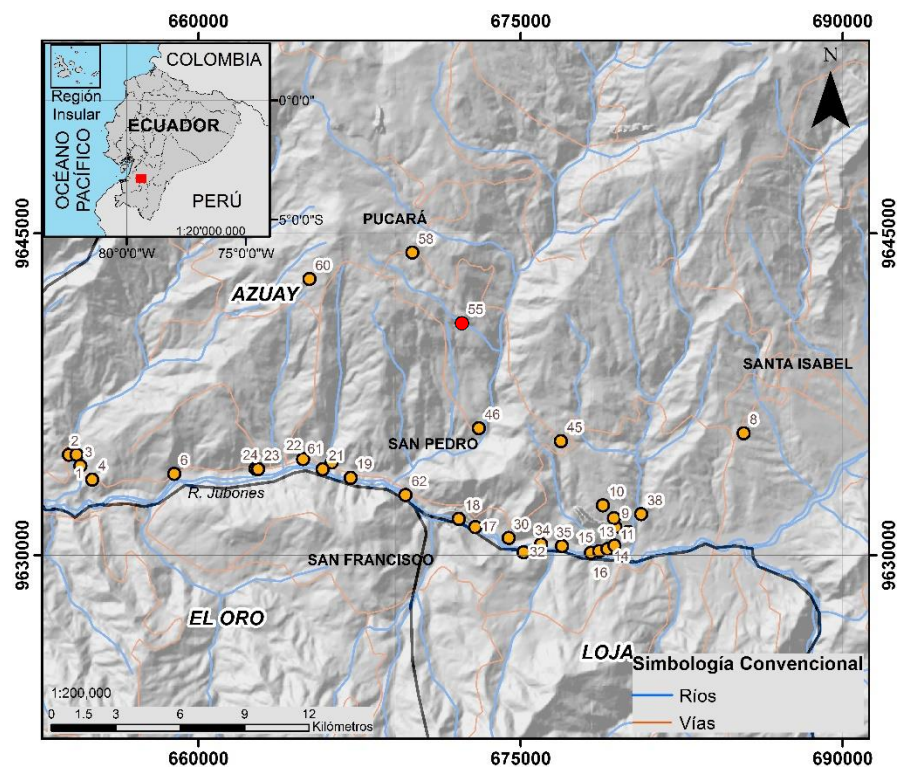 660000
675000
690000
COLOMBIA
N
Región
Insular
0°0'0"
ECUADOR
OCÉANO
PACÍFICO
PERÚ
1:20'000.000
-5°0'0"S
80°0'0"W
75°0'0"W
PUCARÁ
9645000
9645000
58
60
AZUAY
55
SANTA ISABEL
8
46
45
SAN PEDRO
2
3
1
4
6
24
23
22
61
21
19
R. Jubones
62
10
38
9
18
17
30
34
35
15
13
11
9630000
9630000
32
14
16
SAN FRANCISCO
EL ORO
LOJA
Simbología Convencional
Ríos
Vías
1:200,000
0 1.5 3 6 9 12
Kilómetros
660000
675000
690000